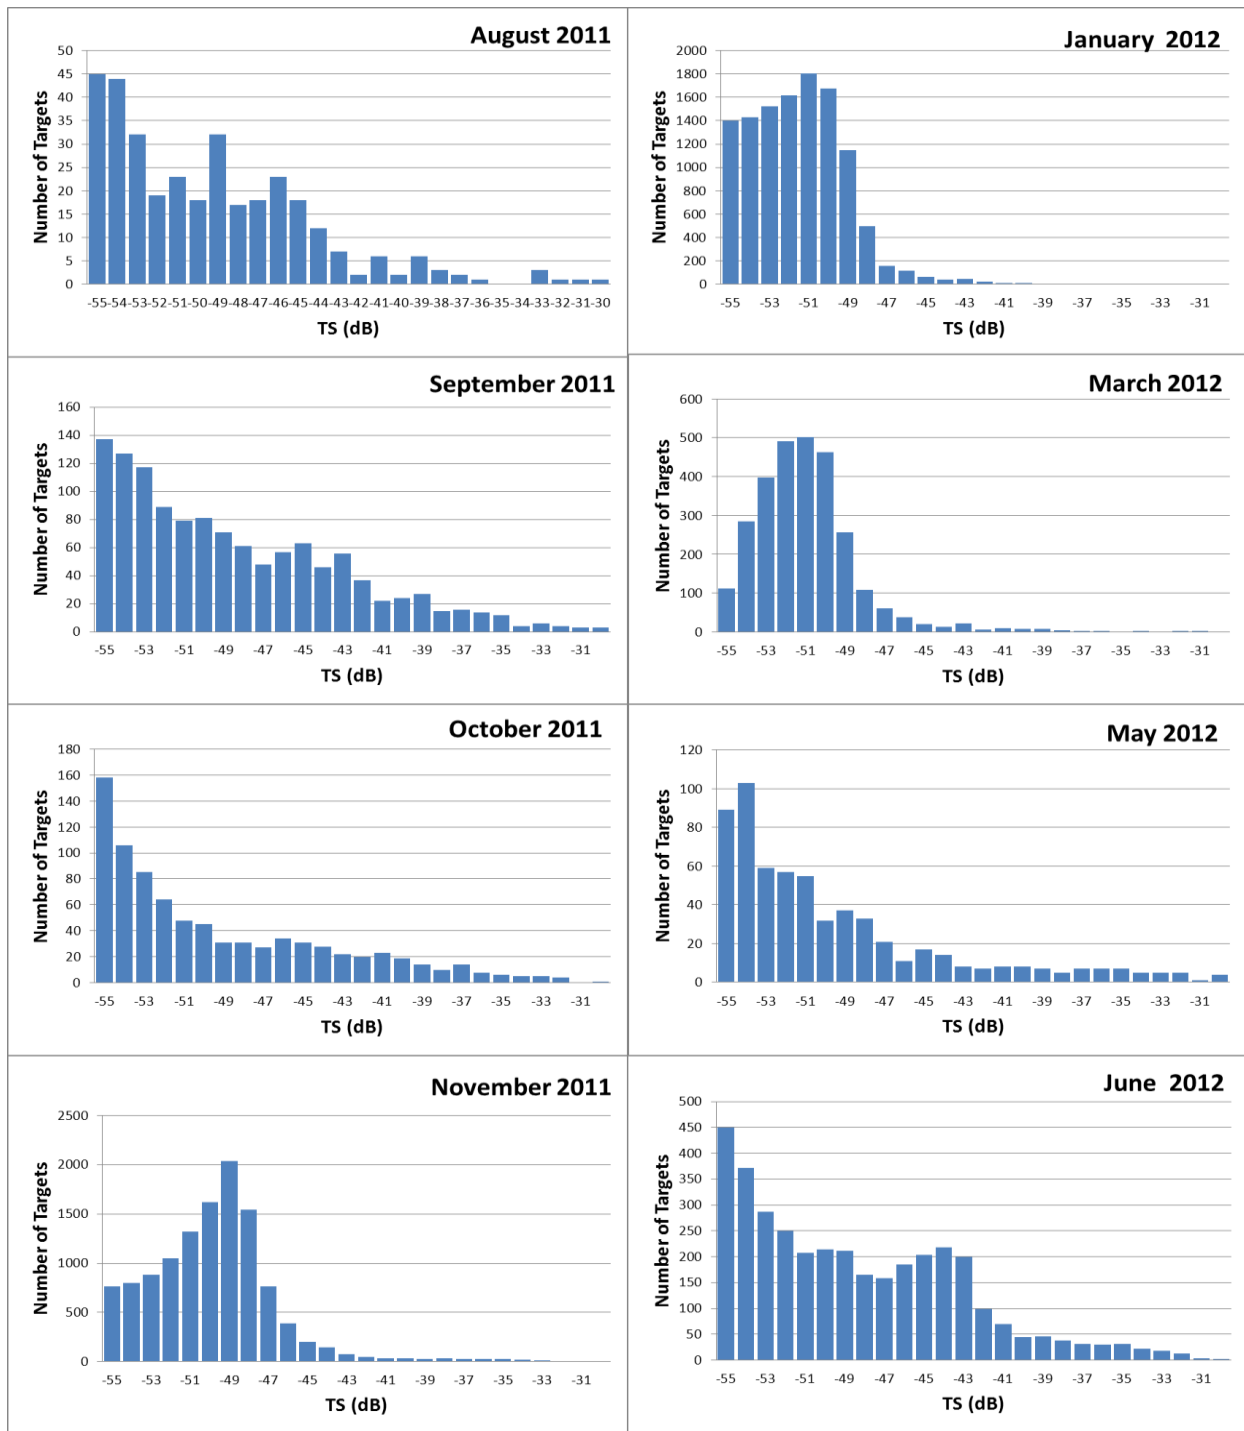 August 2011
50
45
40
35
30
25
20
15
10
5
0
Number of Targets
-55 -54 -53 -52 -51 -50 -49 -48 -47 -46 -45 -44 -43 -42 -41 -40 -39 -38 -37 -36 -35 -34 -33 -32 -31 -30
TS (dB)
January 2012
2000
1800
1600
1400
1200
1000
800
600
400
200
0
Number of Targets
-55 -53 -51 -49 -47 -45 -43 -41 -39 -37 -35 -33 -31
TS (dB)
September 2011
160
140
120
100
80
60
40
20
0
Number of Targets
-55 -53 -51 -49 -47 -45 -43 -41 -39 -37 -35 -33 -31
TS (dB)
March 2012
600
500
400
300
200
100
0
Number of Targets
-55 -53 -51 -49 -47 -45 -43 -41 -39 -37 -35 -33 -31
TS (dB)
October 2011
180
160
140
120
100
80
60
40
20
0
Number of Targets
-55 -53 -51 -49 -47 -45 -43 -41 -39 -37 -35 -33 -31
TS (dB)
May 2012
120
100
80
60
40
20
0
Number of Targets
-55 -53 -51 -49 -47 -45 -43 -41 -39 -37 -35 -33 -31
TS (dB)
November 2011
2500
2000
1500
1000
500
0
Number of Targets
-55 -53 -51 -49 -47 -45 -43 -41 -39 -37 -35 -33 -31
TS (dB)
June 2012
500
450
400
350
300
250
200
150
100
50
0
Number of Targets
-55 -53 -51 -49 -47 -45 -43 -41 -39 -37 -35 -33 -31
TS (dB)